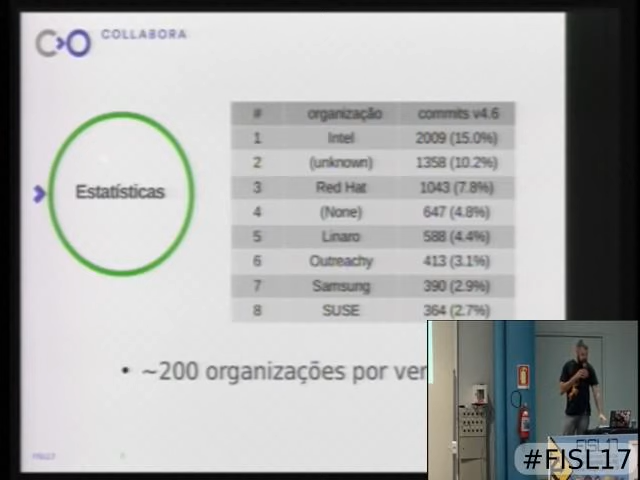 COLLABORA
Estatísticas
# organização commits v4.6
1 Intel 2009 (15.0%)
2 (unknown) 1358 (10.2%)
3 Red Hat 1043 (7.8%)
4 (None) 647 (4.8%)
5 Linaro 588 (4.4%)
6 Outreachy 413 (3.1%)
7 Samsung 390 (2.9%)
8 SUSE 364 (2.7%)
• ~200 organizações por ver
FISL17
#FISL17